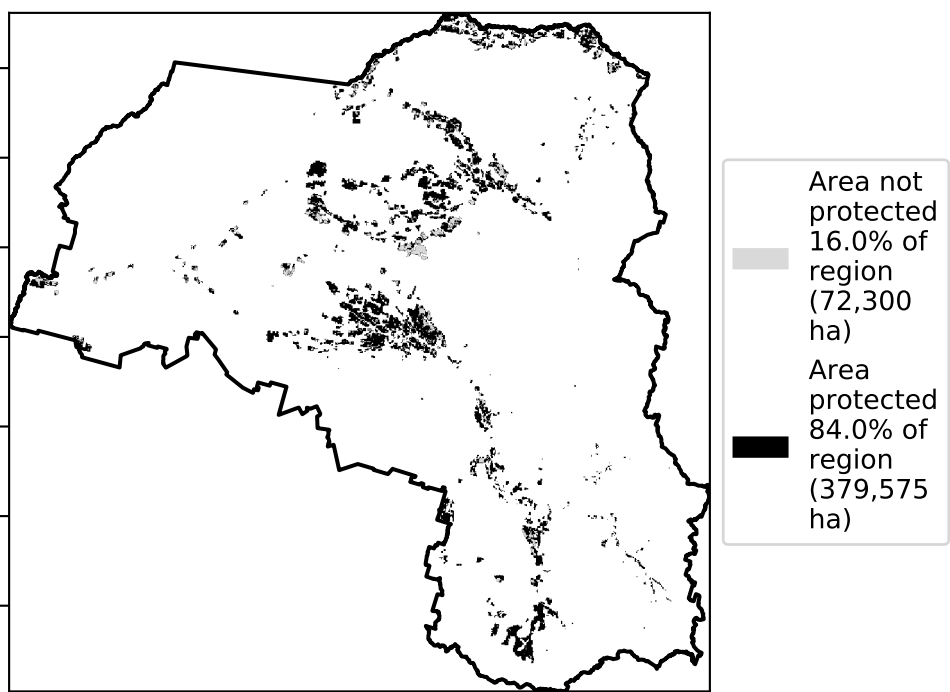 Area not
protected
16.0% of
region
(72,300
ha)
Area
protected
84.0% of
region
(379,575
ha)